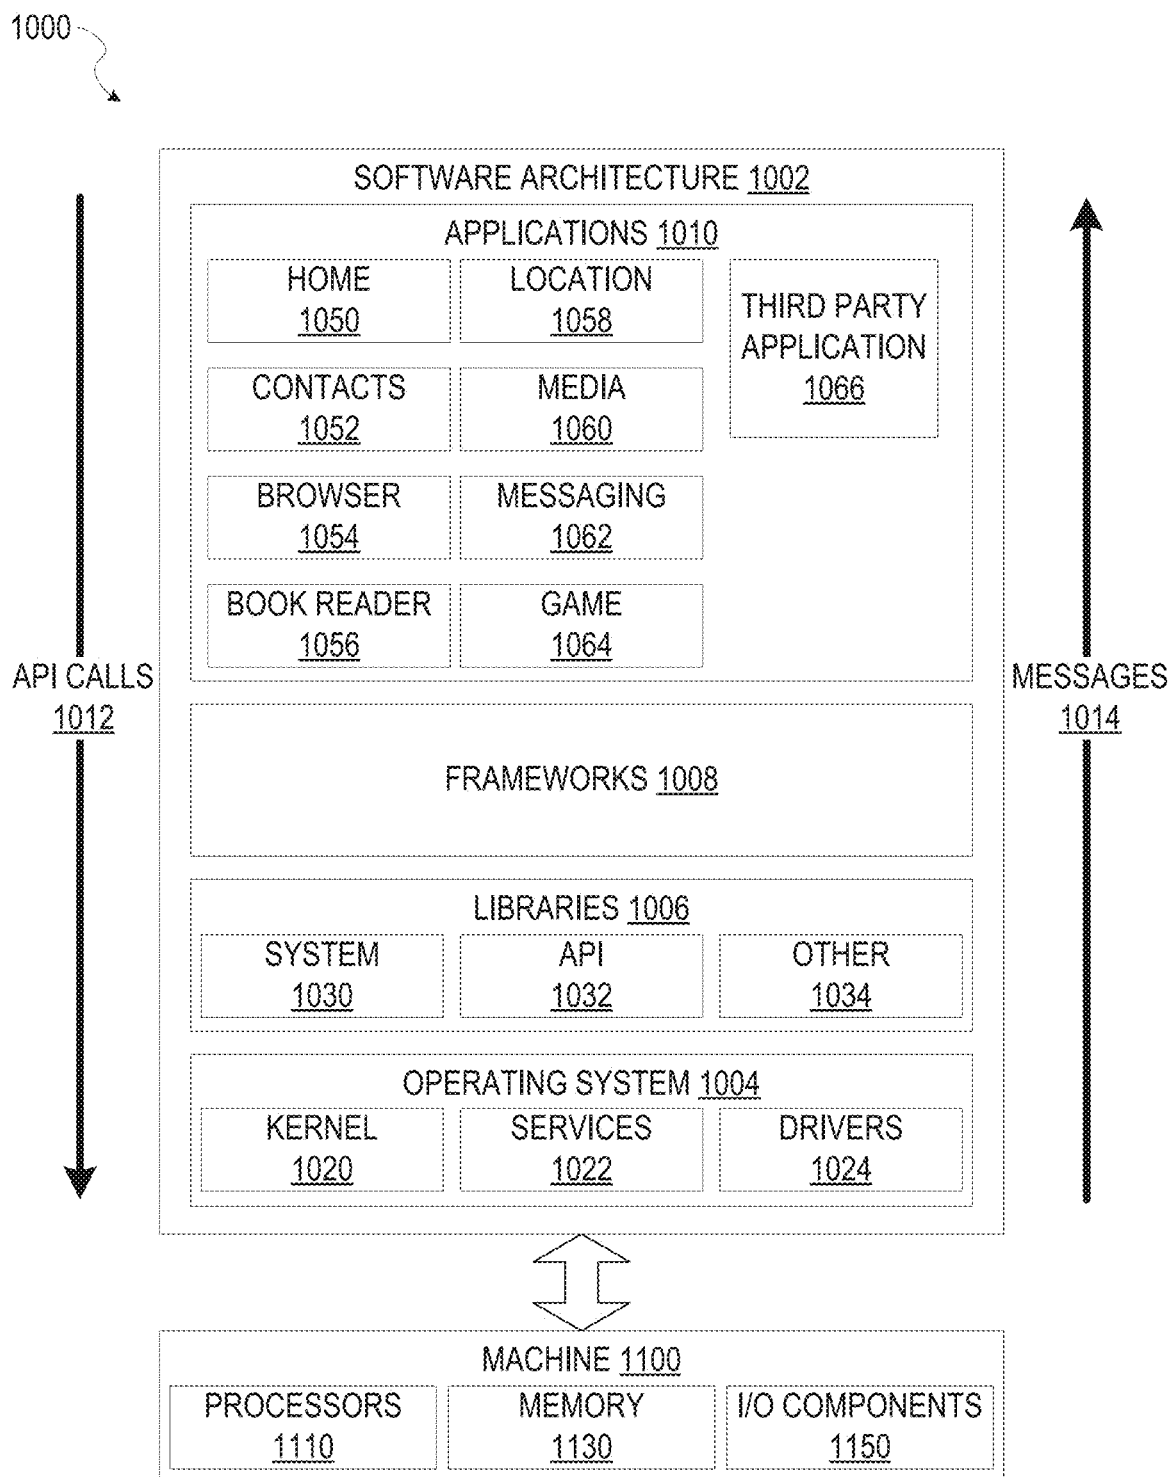 1000
SOFTWARE ARCHITECTURE 1002
APPLICATIONS 1010
HOME
1050
LOCATION
1058
THIRD PARTY
APPLICATION
1066
CONTACTS
1052
MEDIA
1060
BROWSER
1054
MESSAGING
1062
BOOK READER
1056
GAME
1064
API CALLS
1012
MESSAGES
1014
FRAMEWORKS 1008
LIBRARIES 1006
SYSTEM
1030
API
1032
OTHER
1034
OPERATING SYSTEM 1004
KERNEL
1020
SERVICES
1022
DRIVERS
1024
MACHINE 1100
PROCESSORS
1110
MEMORY
1130
I/O COMPONENTS
1150